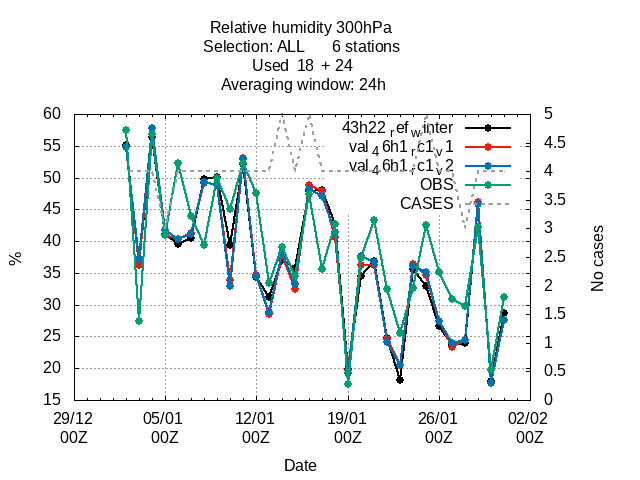 Relative humidity 300hPa
Selection: ALL 6 stations
Used 18 + 24
Averaging window: 24h
43h22refwinter
val46h1rfc1v1
val46h1rfc1v2
OBS
CASES
60
55
50
45
40
35
30
25
20
15
5
4.5
4
3.5
3
2.5
2
1.5
1
0.5
0
%
No cases
29/12 05/01 12/01 19/01 26/01 02/02
00Z 00Z 00Z 00Z 00Z 00Z
Date